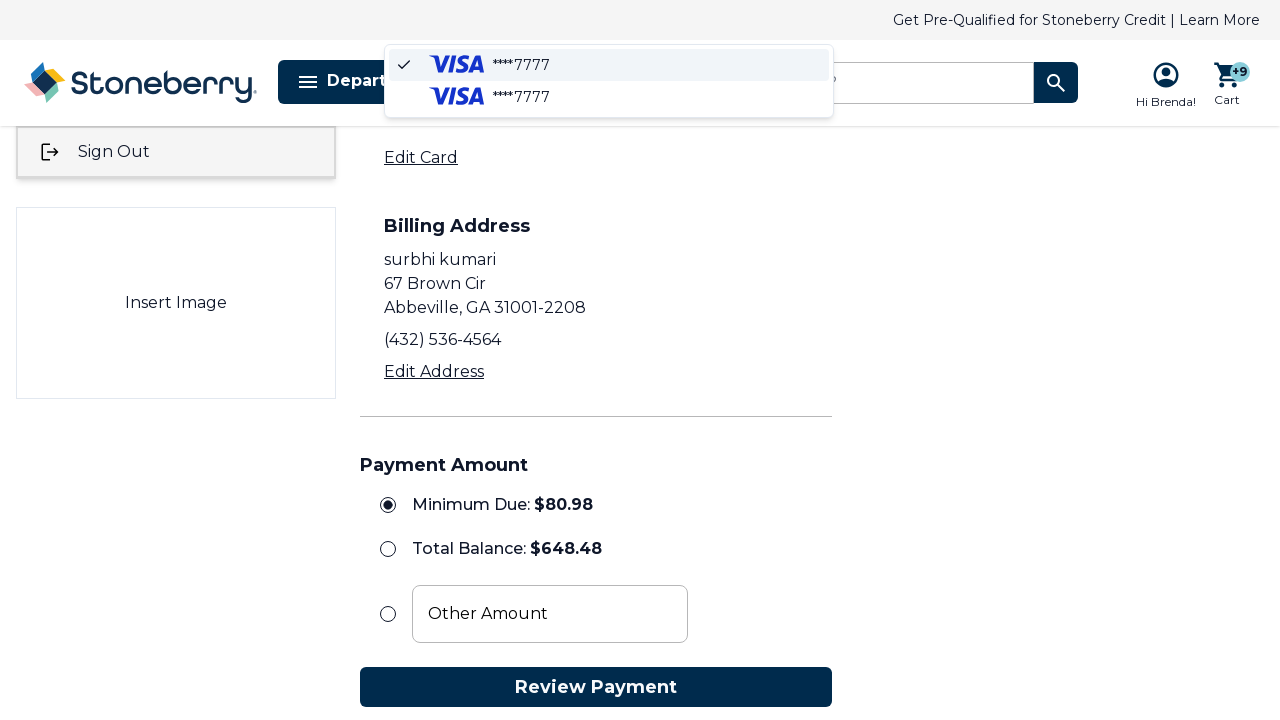 Get Pre-Qualified for Stoneberry Credit | Learn More
Stoneberry
Depart
VISA ****7777
VISA ****7777
+9
Hi Brenda!
Cart
Sign Out
Edit Card
Insert Image
Billing Address
surbhi kumari
67 Brown Cir
Abbeville, GA 31001-2208
(432) 536-4564
Edit Address
Payment Amount
Minimum Due: $80.98
Total Balance: $648.48
Other Amount
Review Payment